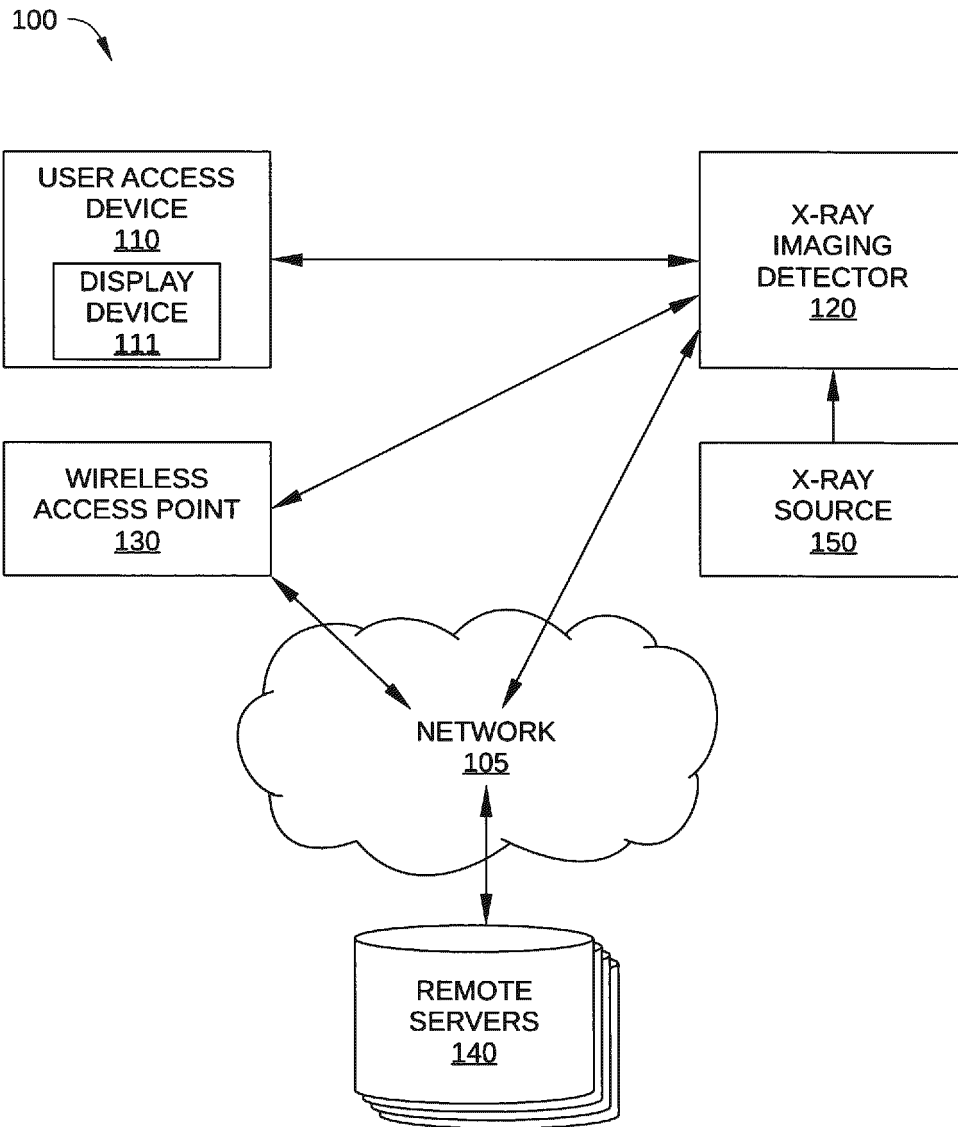 100
USER ACCESS
DEVICE
110
DISPLAY
DEVICE
111
X-RAY
IMAGING
DETECTOR
120
WIRELESS
ACCESS POINT
130
X-RAY
SOURCE
150
NETWORK
105
REMOTE
SERVERS
140